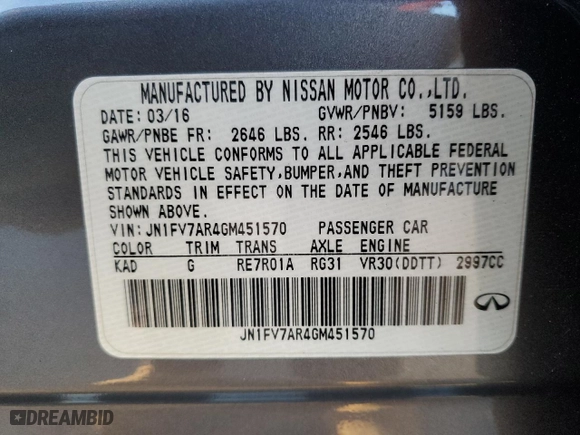 MANUFACTURED BY NISSAN MOTOR CO.,LTD.
DATE: 03/16 GVWR/PNBV: 5159 LBS.
GAWR/PNBE FR: 2646 LBS. RR: 2546 LBS.
THIS VEHICLE CONFORMS TO ALL APPLICABLE FEDERAL
MOTOR VEHICLE SAFETY,BUMPER,AND THEFT PREVENTION
STANDARDS IN EFFECT ON THE DATE OF MANUFACTURE
SHOWN ABOVE.
VIN: JN1FV7AR4GM451570 PASSENGER CAR
COLOR TRIM TRANS AXLE ENGINE
KAD G RE7R01A RG31 VR30(DDTT) 2997CC
JN1FV7AR4GM451570
DREAMBID